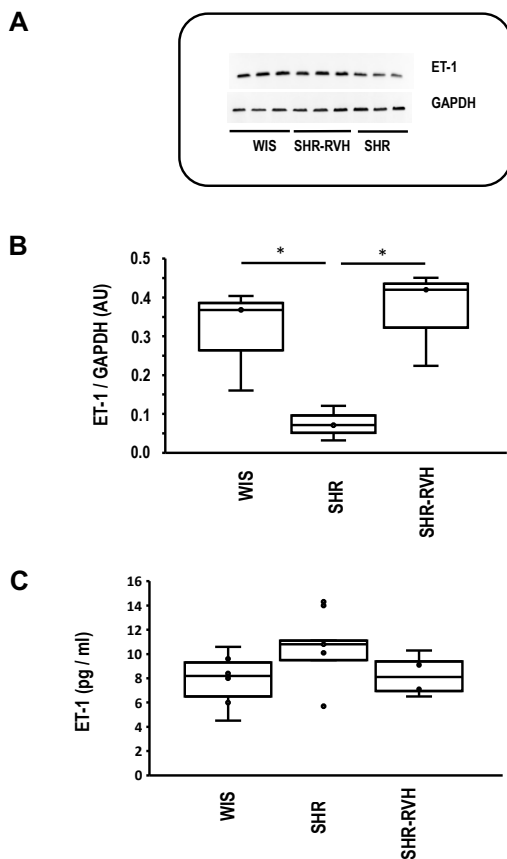 A
ET-1
GAPDH
WIS SHR-RVH SHR
B
* *
0.5
0.4
0.3
0.2
0.1
0.0
ET-1 / GAPDH (AU)
WIS
SHR
SHR-RVH
C
16
14
12
10
8
6
4
2
0
ET-1 (pg / ml)
WIS
SHR
SHR-RVH